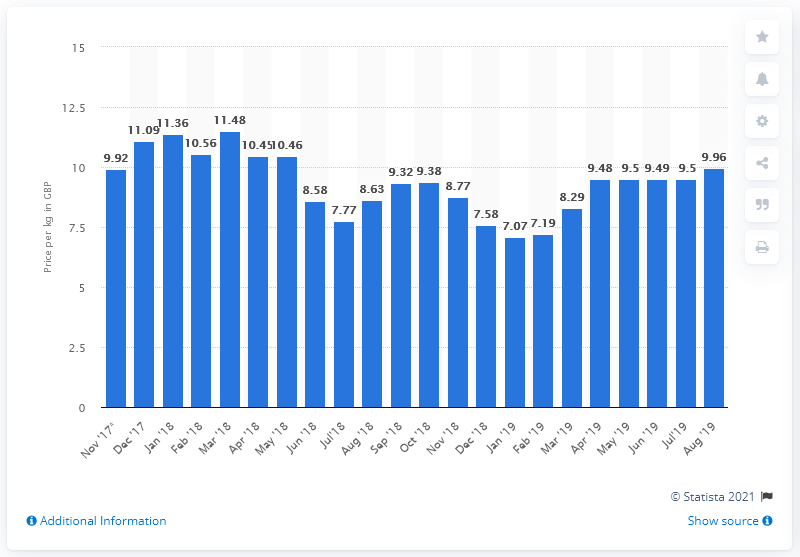 15
12.5
10
7.5
5
2.5
0
Price per kg in GBP
9.92
11.09
11.36
10.56
11.48
10.45
10.46
8.58
7.77
8.63
9.32
9.38
8.77
7.58
7.07
7.19
8.29
9.48
9.5
9.49
9.5
9.96
Nov '17*
Dec '17
Jan '18
Feb '18
Mar '18
Apr '18
May '18
Jun '18
Jul'18
Aug '18
Sep '18
Oct '18
Nov '18
Dec '18
Jan '19
Feb '19
Mar '19
Apr '19
May '19
Jun '19
Jul'19
Aug '19
© Statista 2021
Additional Information
Show source